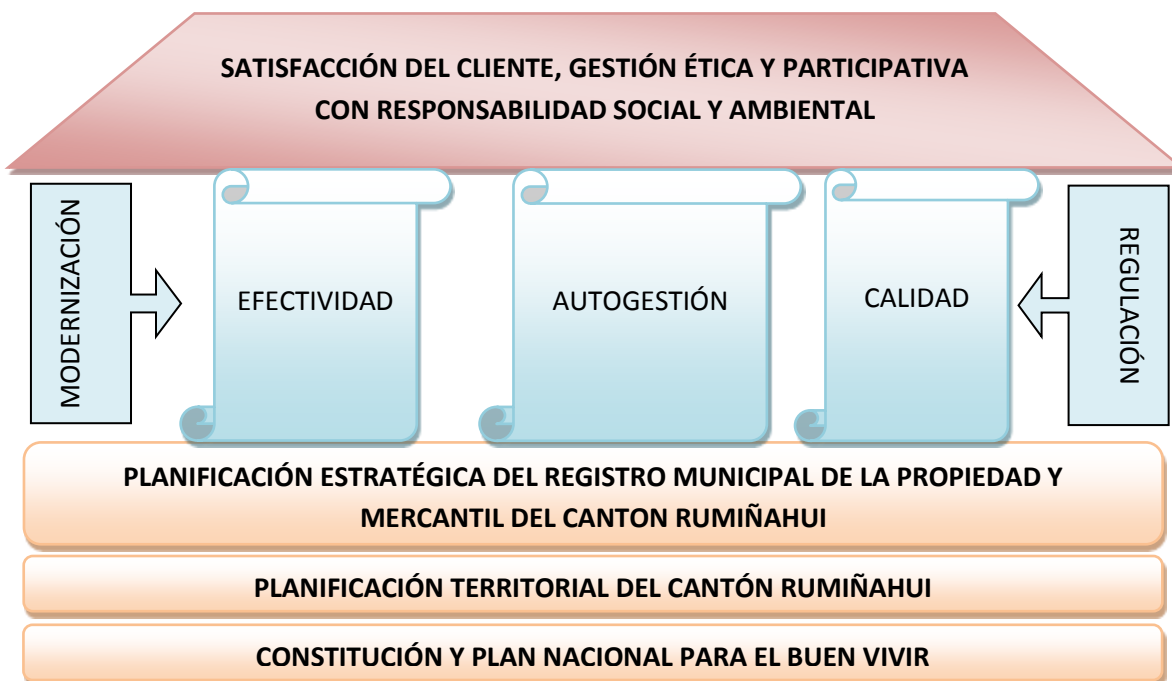 SATISFACCIÓN DEL CLIENTE, GESTIÓN ÉTICA Y PARTICIPATIVA
CON RESPONSABILIDAD SOCIAL Y AMBIENTAL
MODERNIZACIÓN
EFECTIVIDAD
AUTOGESTIÓN
CALIDAD
REGULACIÓN
PLANIFICACIÓN ESTRATÉGICA DEL REGISTRO MUNICIPAL DE LA PROPIEDAD Y
MERCANTIL DEL CANTON RUMIÑAHUI
PLANIFICACIÓN TERRITORIAL DEL CANTÓN RUMIÑAHUI
CONSTITUCIÓN Y PLAN NACIONAL PARA EL BUEN VIVIR